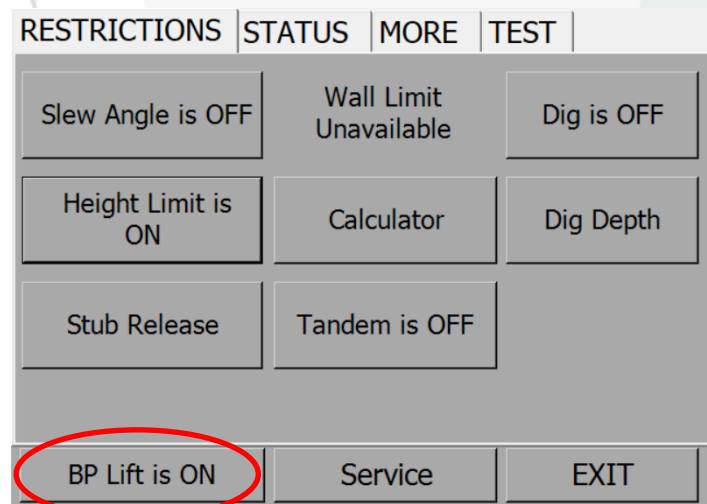 RESTRICTIONS STATUS MORE TEST
Slew Angle is OFF
Wall Limit
Unavailable
Dig is OFF
Height Limit is
ON
Calculator
Dig Depth
Stub Release
Tandem is OFF
BP Lift is ON
Service
EXIT